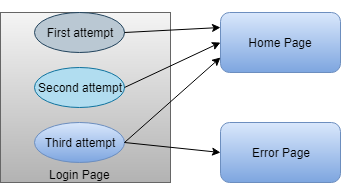 First attempt
Home Page
Second attempt
Third attempt
Error Page
Login Page